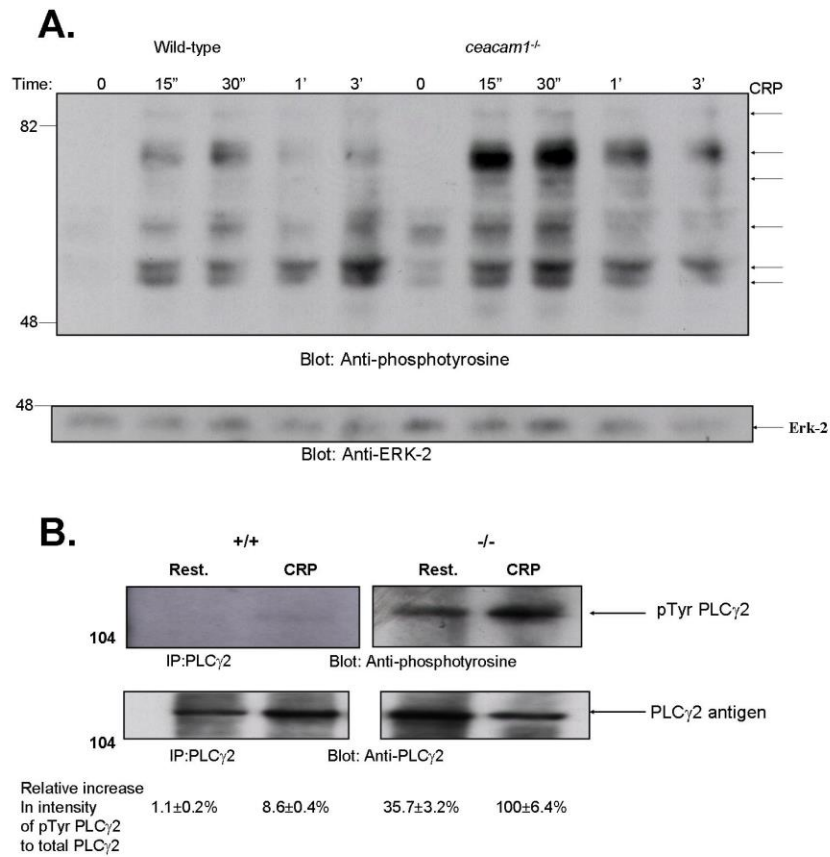 A.
Wild-type ceacam1-/-
Time: 0 15” 30” 1’ 3’ 0 15” 30” 1’ 3’ CRP
82
48
Blot: Anti-phosphotyrosine
48
Erk-2
Blot: Anti-ERK-2
B.
+/+ -/-
Rest. CRP Rest. CRP
pTyr PLCγ2
104
IP:PLCγ2 Blot: Anti-phosphotyrosine
PLCγ2 antigen
104
IP:PLCγ2 Blot: Anti-PLCγ2
Relative increase
In intensity 1.1±0.2% 8.6±0.4% 35.7±3.2% 100±6.4%
of pTyr PLCγ2
to total PLCγ2